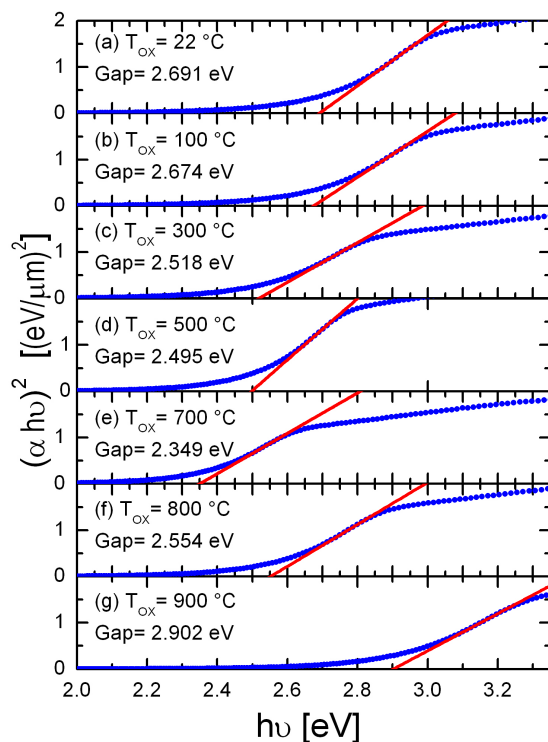 (αhυ)² [(eV/μm)²]
2
1
0
(a) T_OX= 22 °C
Gap= 2.691 eV
1
0
(b) T_OX= 100 °C
Gap= 2.674 eV
1
0
(c) T_OX= 300 °C
Gap= 2.518 eV
1
0
(d) T_OX= 500 °C
Gap= 2.495 eV
1
0
(e) T_OX= 700 °C
Gap= 2.349 eV
1
0
(f) T_OX= 800 °C
Gap= 2.554 eV
1
0
(g) T_OX= 900 °C
Gap= 2.902 eV
2.0 2.2 2.4 2.6 2.8 3.0 3.2
hυ [eV]